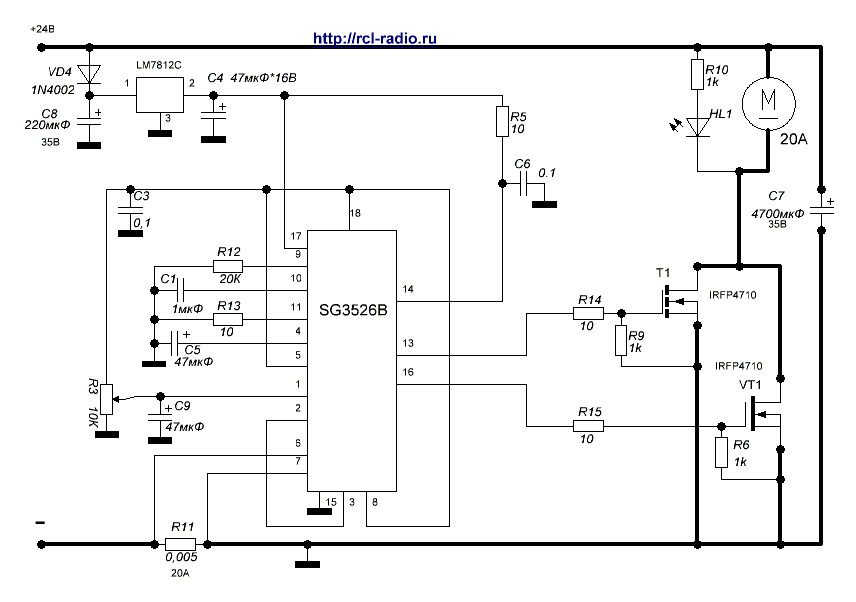 http://rcl-radio.ru
+24В
VD4
1N4002
LM7812C
1
2
3
C4
47мкФ*16В
+
C8
220мкФ
35В
+
R5
10
C6
0.1
R10
1k
HL1
M
20A
C7
4700мкФ
35В
+
C3
0,1
18
17
9
10
11
4
5
1
2
6
7
15
3
8
14
13
16
SG3526B
R12
20К
C1
1мкФ
R13
10
+
C5
47мкФ
R3
10К
+
C9
47мкФ
T1
IRFP4710
R14
10
R9
1k
IRFP4710
VT1
R15
10
R6
1k
–
R11
0,005
20A